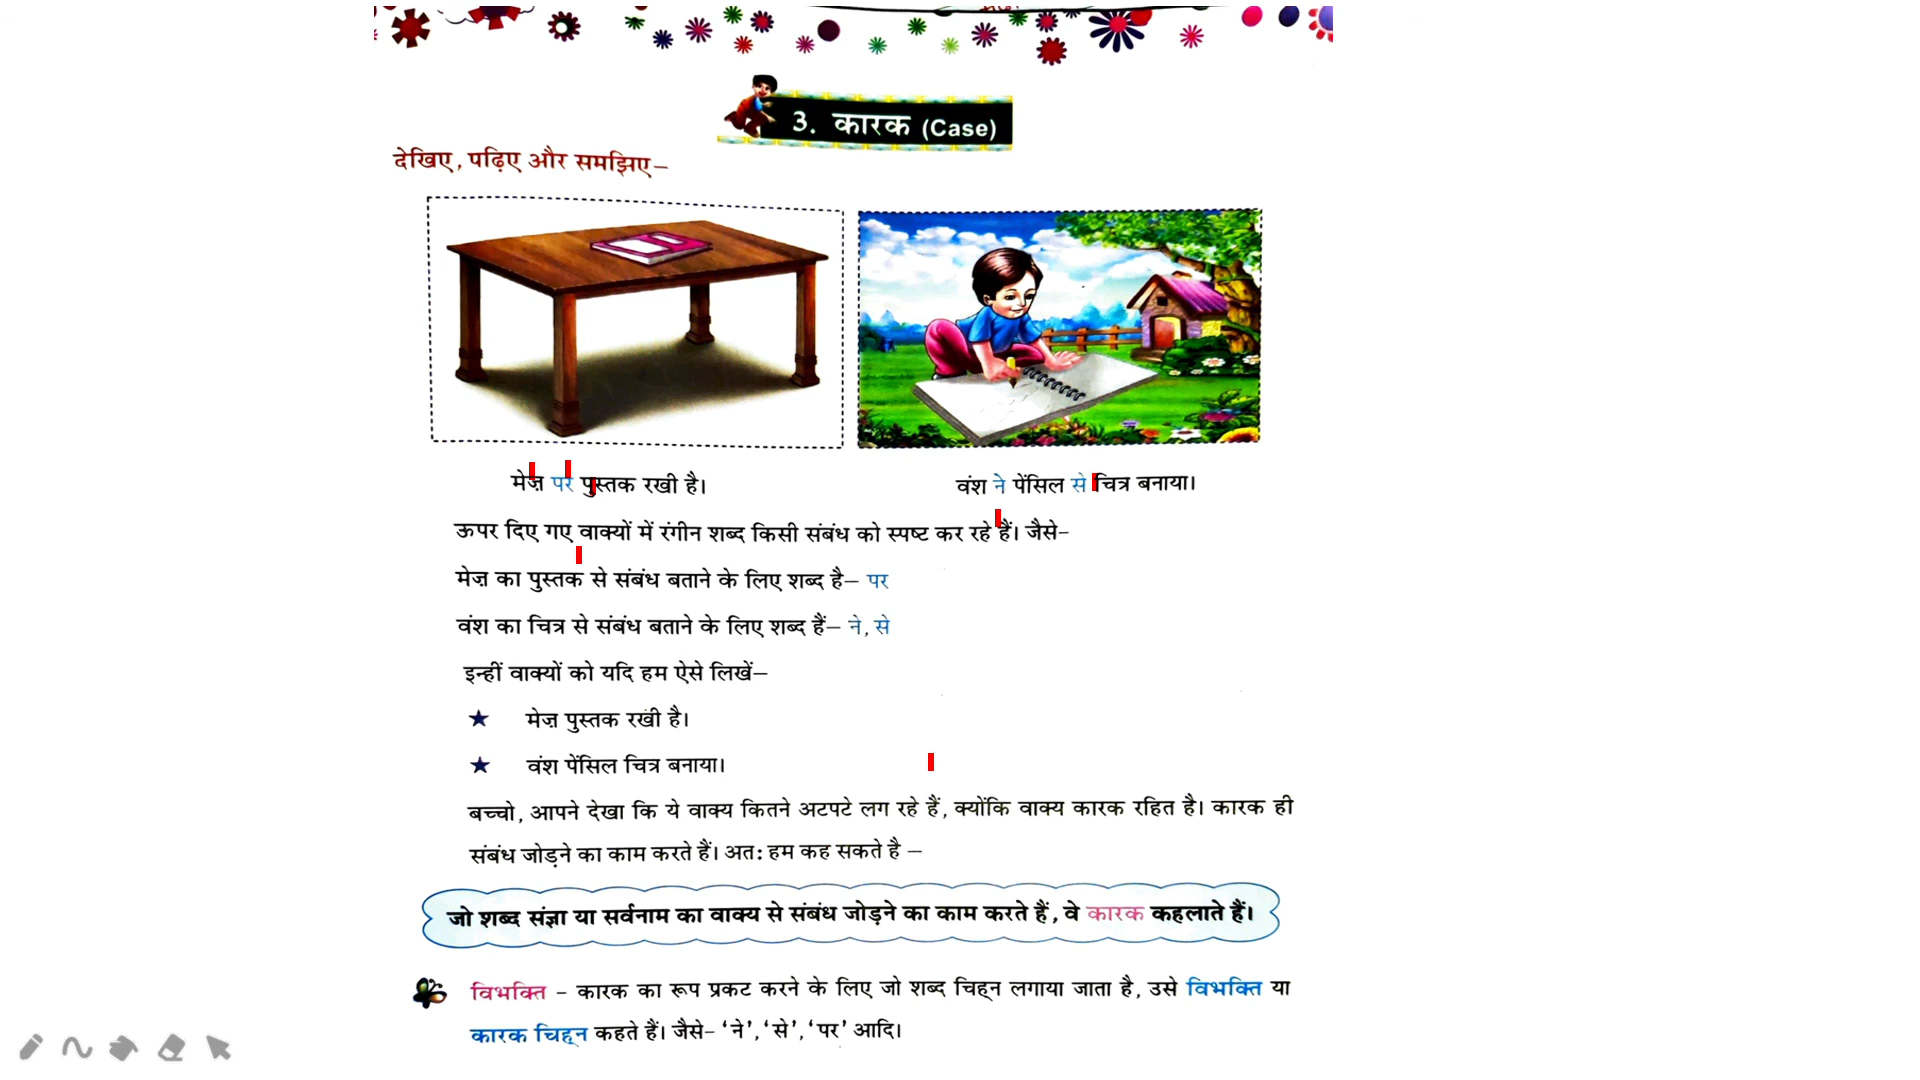 3. कारक (Case)
देखिए, पढ़िए और समझिए–
मेज़ पर पुस्तक रखी है।
वंश ने पेंसिल से चित्र बनाया।
ऊपर दिए गए वाक्यों में रंगीन शब्द किसी संबंध को स्पष्ट कर रहे हैं। जैसे–
मेज़ का पुस्तक से संबंध बताने के लिए शब्द है– पर
वंश का चित्र से संबंध बताने के लिए शब्द हैं– ने, से
इन्हीं वाक्यों को यदि हम ऐसे लिखें–
★ मेज़ पुस्तक रखी है।
★ वंश पेंसिल चित्र बनाया।
बच्चो, आपने देखा कि ये वाक्य कितने अटपटे लग रहे हैं, क्योंकि वाक्य कारक रहित है। कारक ही
संबंध जोड़ने का काम करते हैं। अत: हम कह सकते है –
जो शब्द संज्ञा या सर्वनाम का वाक्य से संबंध जोड़ने का काम करते हैं, वे कारक कहलाते हैं।
विभक्ति – कारक का रूप प्रकट करने के लिए जो शब्द चिह्न लगाया जाता है, उसे विभक्ति या
कारक चिह्न कहते हैं। जैसे– ‘ने’, ‘से’, ‘पर’ आदि।